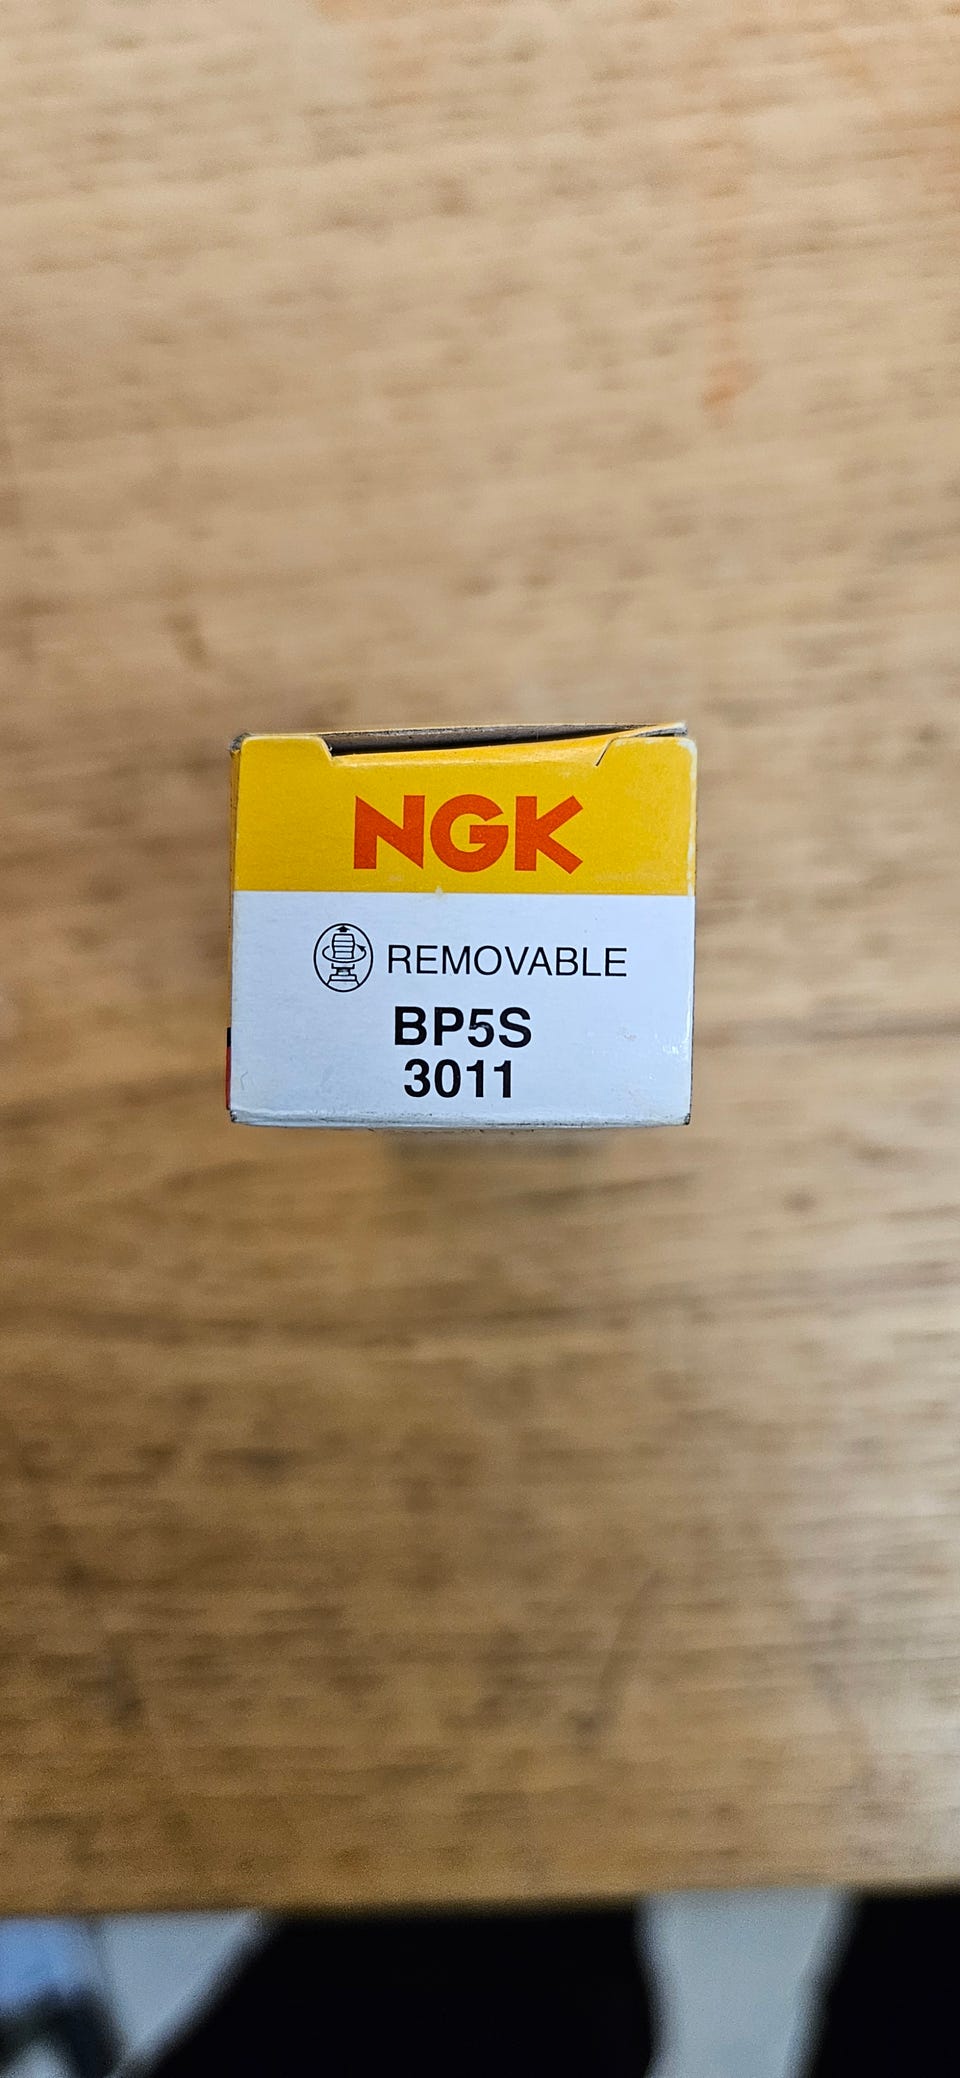 NGK
REMOVABLE
BP5S
3011